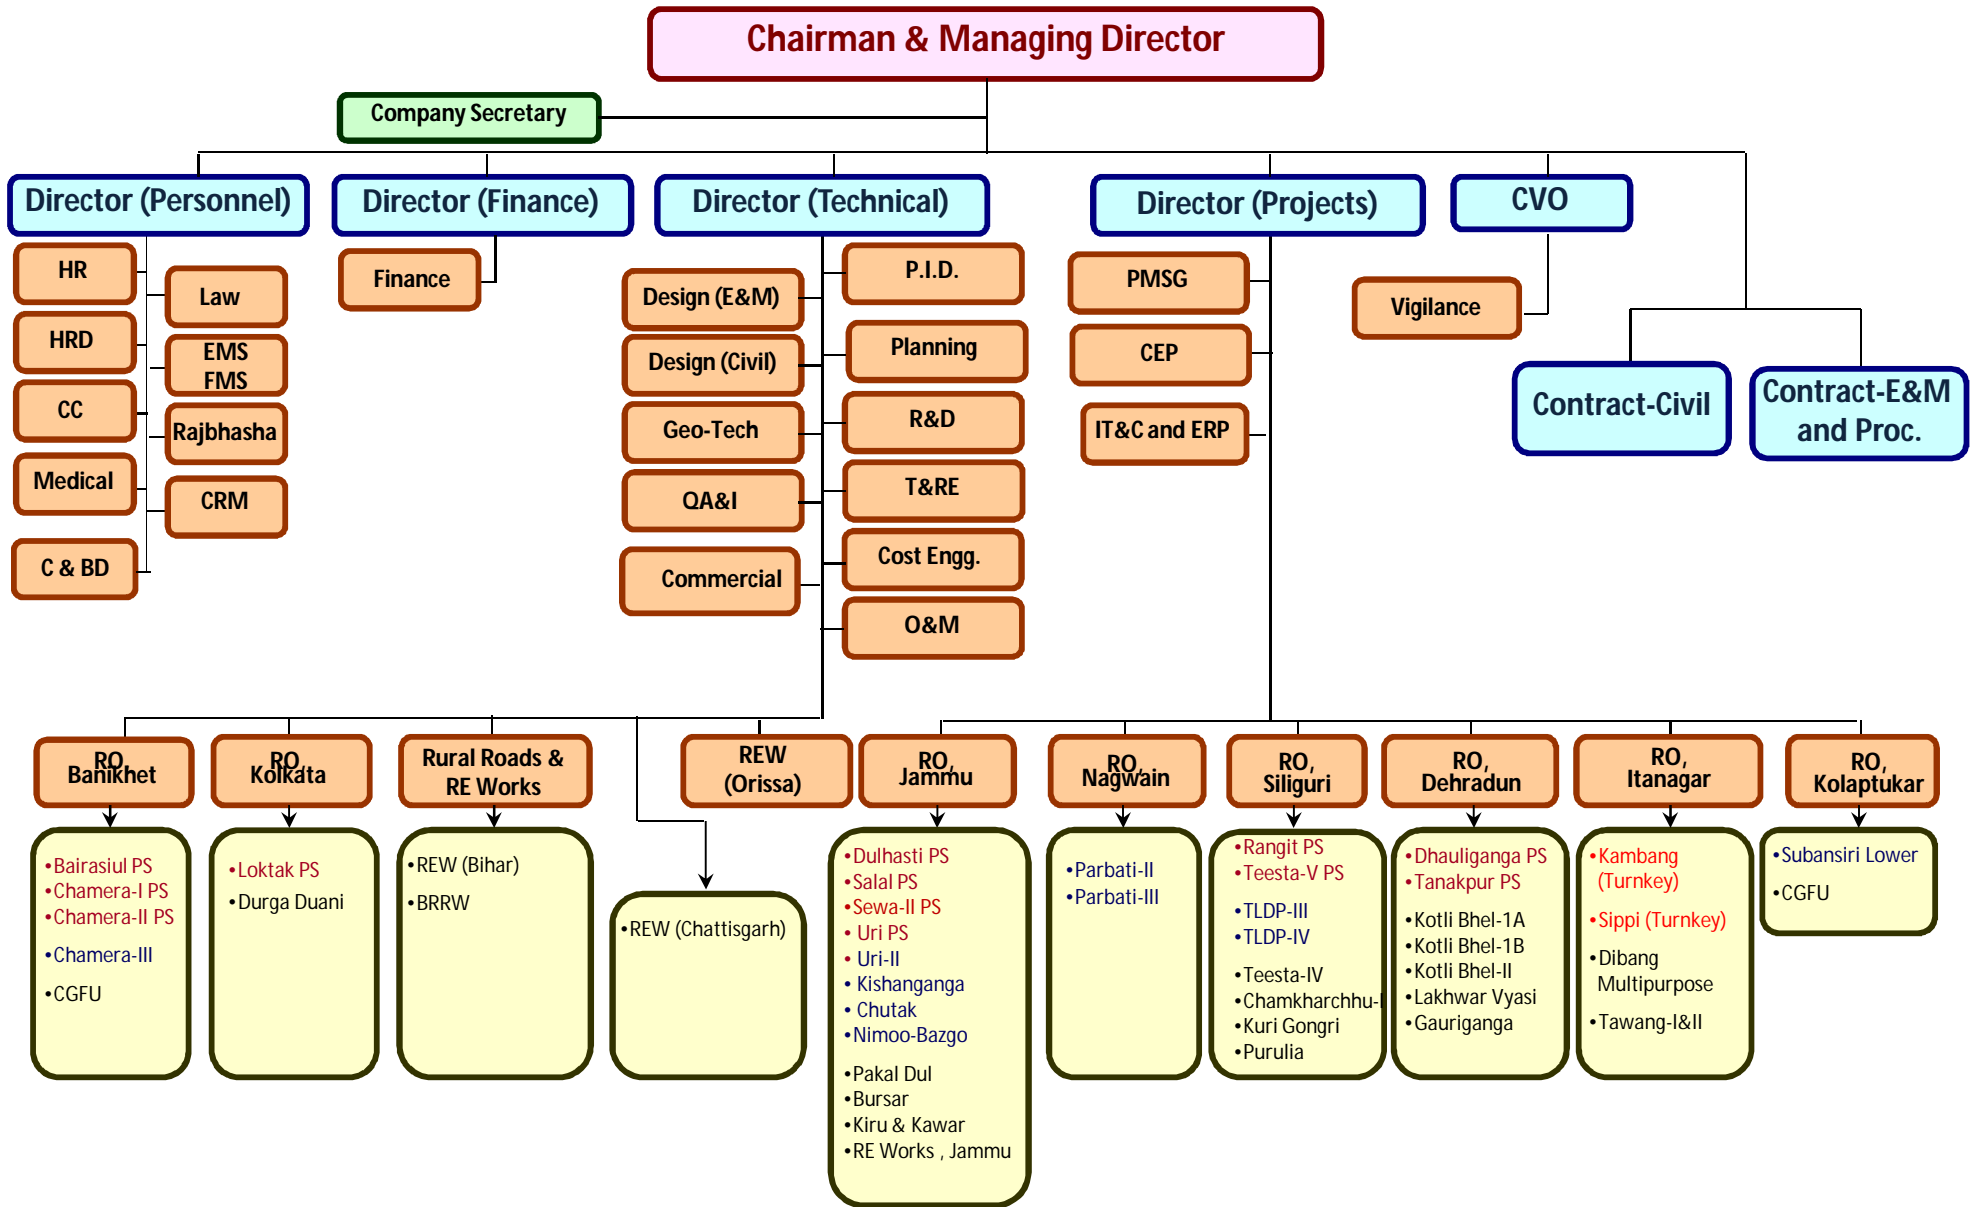 Chairman & Managing Director
Company Secretary
Director (Personnel)
Director (Finance)
Director (Technical)
Director (Projects)
CVO
HR
HRD
CC
Medical
C & BD
Law
EMS
FMS
Rajbhasha
CRM
Finance
Design (E&M)
Design (Civil)
Geo-Tech
QA&I
Commercial
P.I.D.
Planning
R&D
T&RE
Cost Engg.
O&M
PMSG
CEP
IT&C and ERP
Vigilance
Contract-Civil
Contract-E&M
and Proc.
RO,
Banikhet
•Bairasiul PS
•Chamera-I PS
•Chamera-II PS
•Chamera-III
•CGFU
RO,
Kolkata
•Loktak PS
•Durga Duani
Rural Roads &
RE Works
•REW (Bihar)
•BRRW
•REW (Chattisgarh)
REW
(Orissa)
RO,
Jammu
•Dulhasti PS
•Salal PS
•Sewa-II PS
• Uri PS
• Uri-II
• Kishanganga
• Chutak
•Nimoo-Bazgo
•Pakal Dul
•Bursar
•Kiru & Kawar
•RE Works , Jammu
RO,
Nagwain
•Parbati-II
•Parbati-III
RO,
Siliguri
•Rangit PS
•Teesta-V PS
•TLDP-III
•TLDP-IV
•Teesta-IV
•Chamkharchhu-I
•Kuri Gongri
•Purulia
RO,
Dehradun
•Dhauliganga PS
•Tanakpur PS
•Kotli Bhel-1A
•Kotli Bhel-1B
•Kotli Bhel-II
•Lakhwar Vyasi
•Gauriganga
RO,
Itanagar
•Kambang
(Turnkey)
•Sippi (Turnkey)
•Dibang
Multipurpose
•Tawang-I&II
RO,
Kolaptukar
•Subansiri Lower
•CGFU